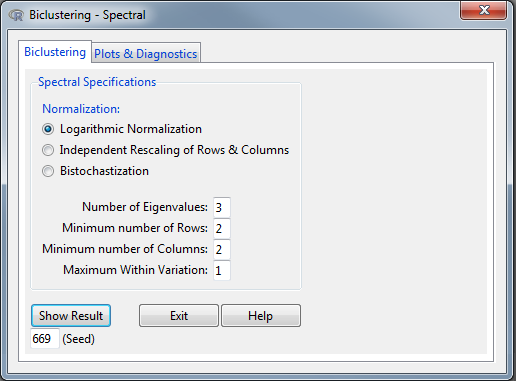 Biclustering - Spectral
Biclustering Plots & Diagnostics
Spectral Specifications
Normalization:
Logarithmic Normalization
Independent Rescaling of Rows & Columns
Bistochastization
Number of Eigenvalues: 3
Minimum number of Rows: 2
Minimum number of Columns: 2
Maximum Within Variation: 1
Show Result Exit Help
669 (Seed)